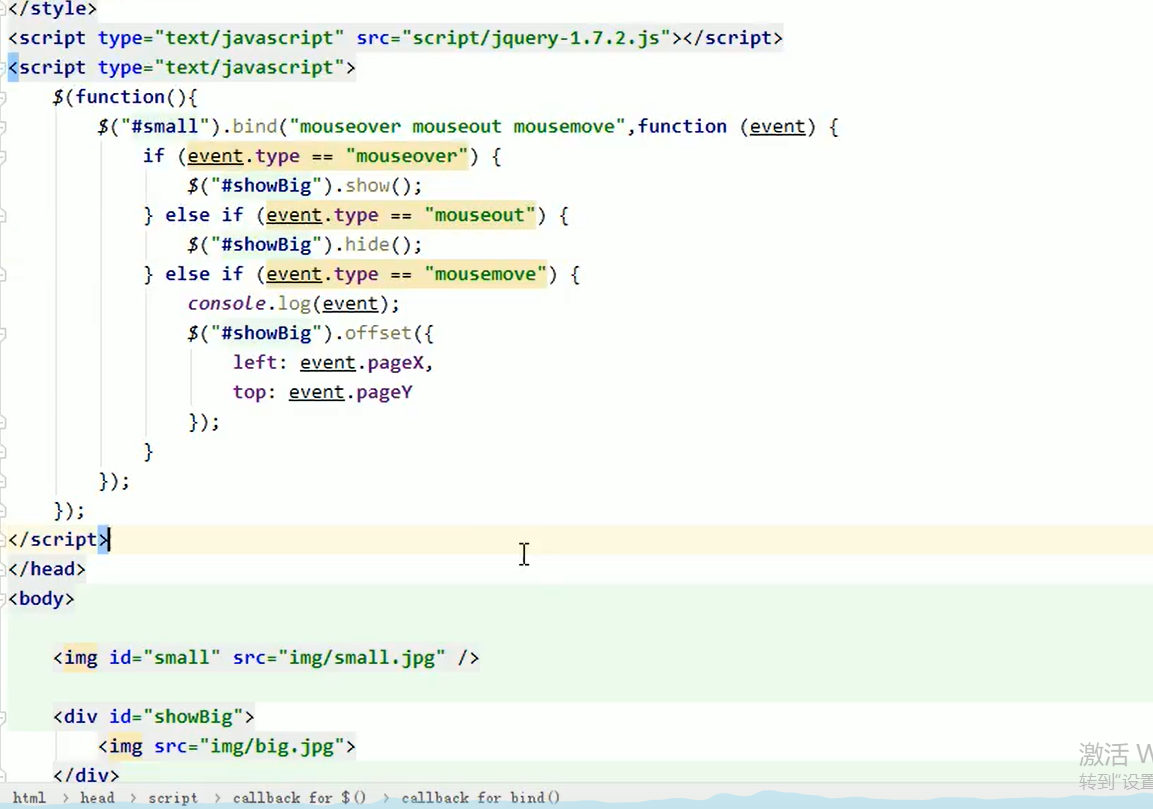 </style>
<script type="text/javascript" src="script/jquery-1.7.2.js"></script>
<script type="text/javascript">
    $(function(){
        $("#small").bind("mouseover mouseout mousemove",function (event) {
            if (event.type == "mouseover") {
                $("#showBig").show();
            } else if (event.type == "mouseout") {
                $("#showBig").hide();
            } else if (event.type == "mousemove") {
                console.log(event);
                $("#showBig").offset({
                    left: event.pageX,
                    top: event.pageY
                });
            }
        });
    });
</script>
</head>
<body>
    <img id="small" src="img/small.jpg" />
    <div id="showBig">
        <img src="img/big.jpg">
    </div>
激活 W
转到"设置
html > head > script > callback for $() > callback for bind()